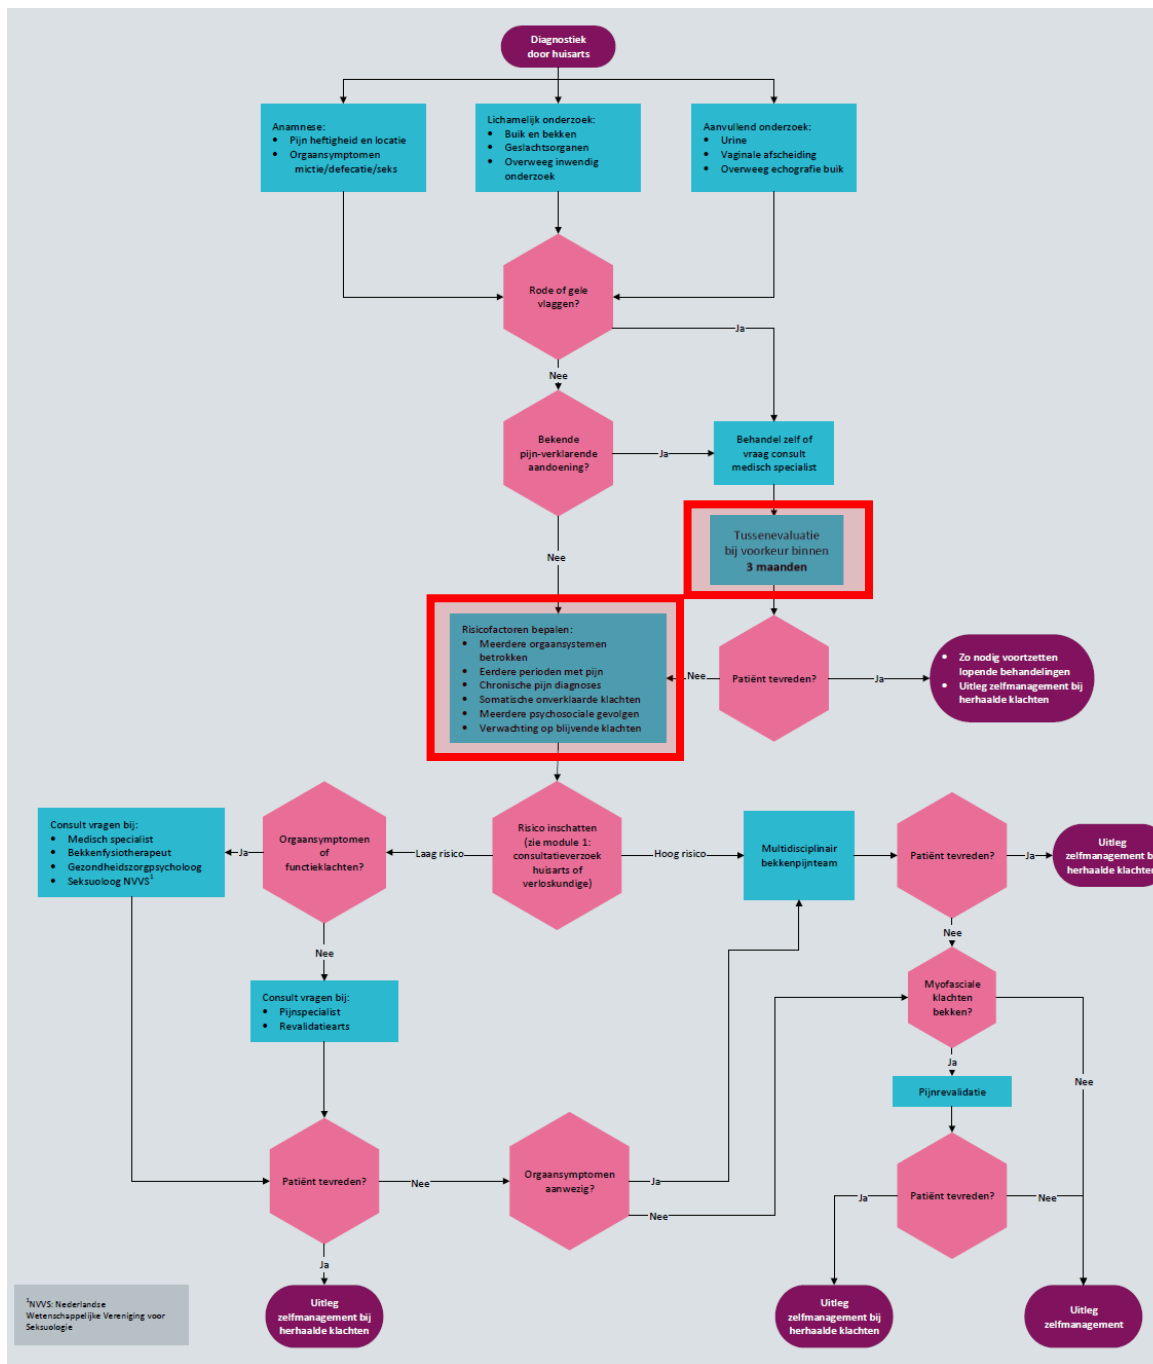 Diagnostiek
door huisarts
Anamnese:
• Pijn heftigheid en locatie
• Orgaansymptomen
mictie/defecatie/seks
Lichamelijk onderzoek:
• Buik en bekken
• Geslachtsorganen
• Overweeg inwendig
onderzoek
Aanvullend onderzoek:
• Urine
• Vaginale afscheiding
• Overweeg echografie buik
Rode of gele
vlaggen?
Ja
Nee
Bekende
pijn-verklarende
aandoening?
Ja
Behandel zelf of
vraag consult
medisch specialist
Nee
Tussenevaluatie
bij voorkeur binnen
3 maanden
Risicofactoren bepalen:
• Meerdere orgaansystemen
betrokken
• Eerdere perioden met pijn
• Chronische pijn diagnoses
• Somatische onverklaarde klachten
• Meerdere psychosociale gevolgen
• Verwachting op blijvende klachten
Nee
Patiënt tevreden?
Ja
• Zo nodig voortzetten
lopende behandelingen
• Uitleg zelfmanagement bij
herhaalde klachten
Consult vragen bij:
• Medisch specialist
• Bekkenfysiotherapeut
• Gezondheidszorgpsycholoog
• Seksuoloog NVVS1
Ja
Orgaansymptomen
of
functieklachten?
Laag risico
Risico inschatten
(zie module 1:
consultatieverzoek
huisarts of
verloskundige)
Hoog risico
Multidisciplinair
bekkenpijnteam
Patiënt tevreden?
Ja
Uitleg
zelfmanagement bi
herhaalde klachten
Nee
Nee
Consult vragen bij:
• Pijnspecialist
• Revalidatiearts
Myofasciale
klachten
bekken?
Ja
Nee
Pijnrevalidatie
Patiënt tevreden?
Nee
Orgaansymptomen
aanwezig?
Ja
Nee
Patiënt tevreden?
Ja
Nee
Ja
1NVVS: Nederlandse
Wetenschappelijke Vereniging voor
Seksuologie
Uitleg
zelfmanagement bij
herhaalde klachten
Uitleg
zelfmanagement bij
herhaalde klachten
Uitleg
zelfmanagement